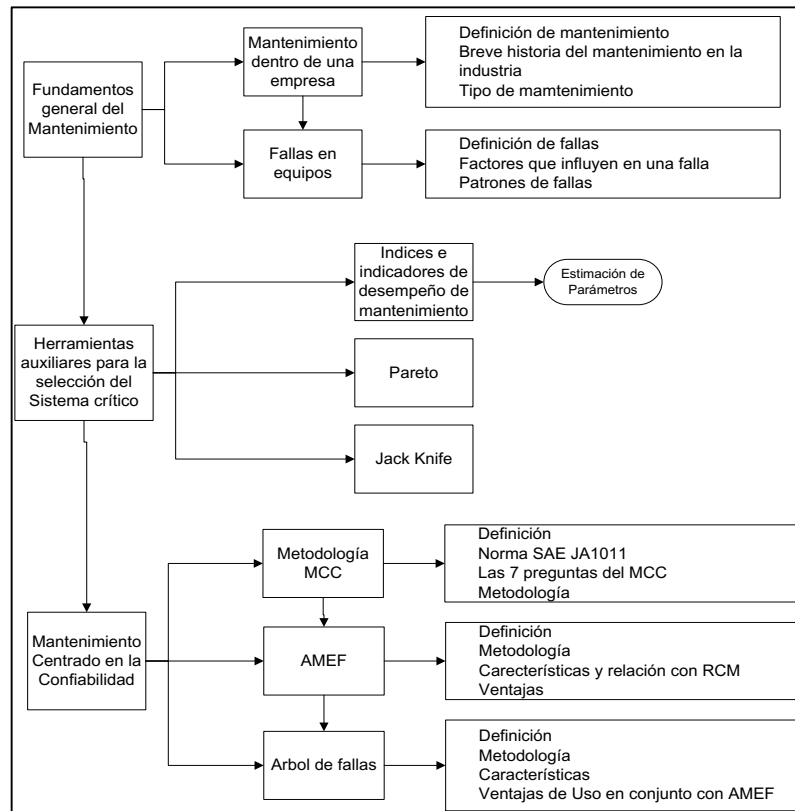 Fundamentos
general del
Mantenimiento
Mantenimiento
dentro de una
empresa
Definición de mantenimiento
Breve historia del mantenimiento en la
industria
Tipo de mamtenimiento
Fallas en
equipos
Definición de fallas
Factores que influyen en una falla
Patrones de fallas
Herramientas
auxiliares para la
selección del
Sistema crítico
Indices e
indicadores de
desempeño de
mantenimiento
Estimación de
Parámetros
Pareto
Jack Knife
Mantenimiento
Centrado en la
Confiabilidad
Metodología
MCC
Definición
Norma SAE JA1011
Las 7 preguntas del MCC
Metodología
AMEF
Definición
Metodología
Carecterísticas y relación con RCM
Ventajas
Arbol de fallas
Definición
Metodología
Características
Ventajas de Uso en conjunto con AMEF